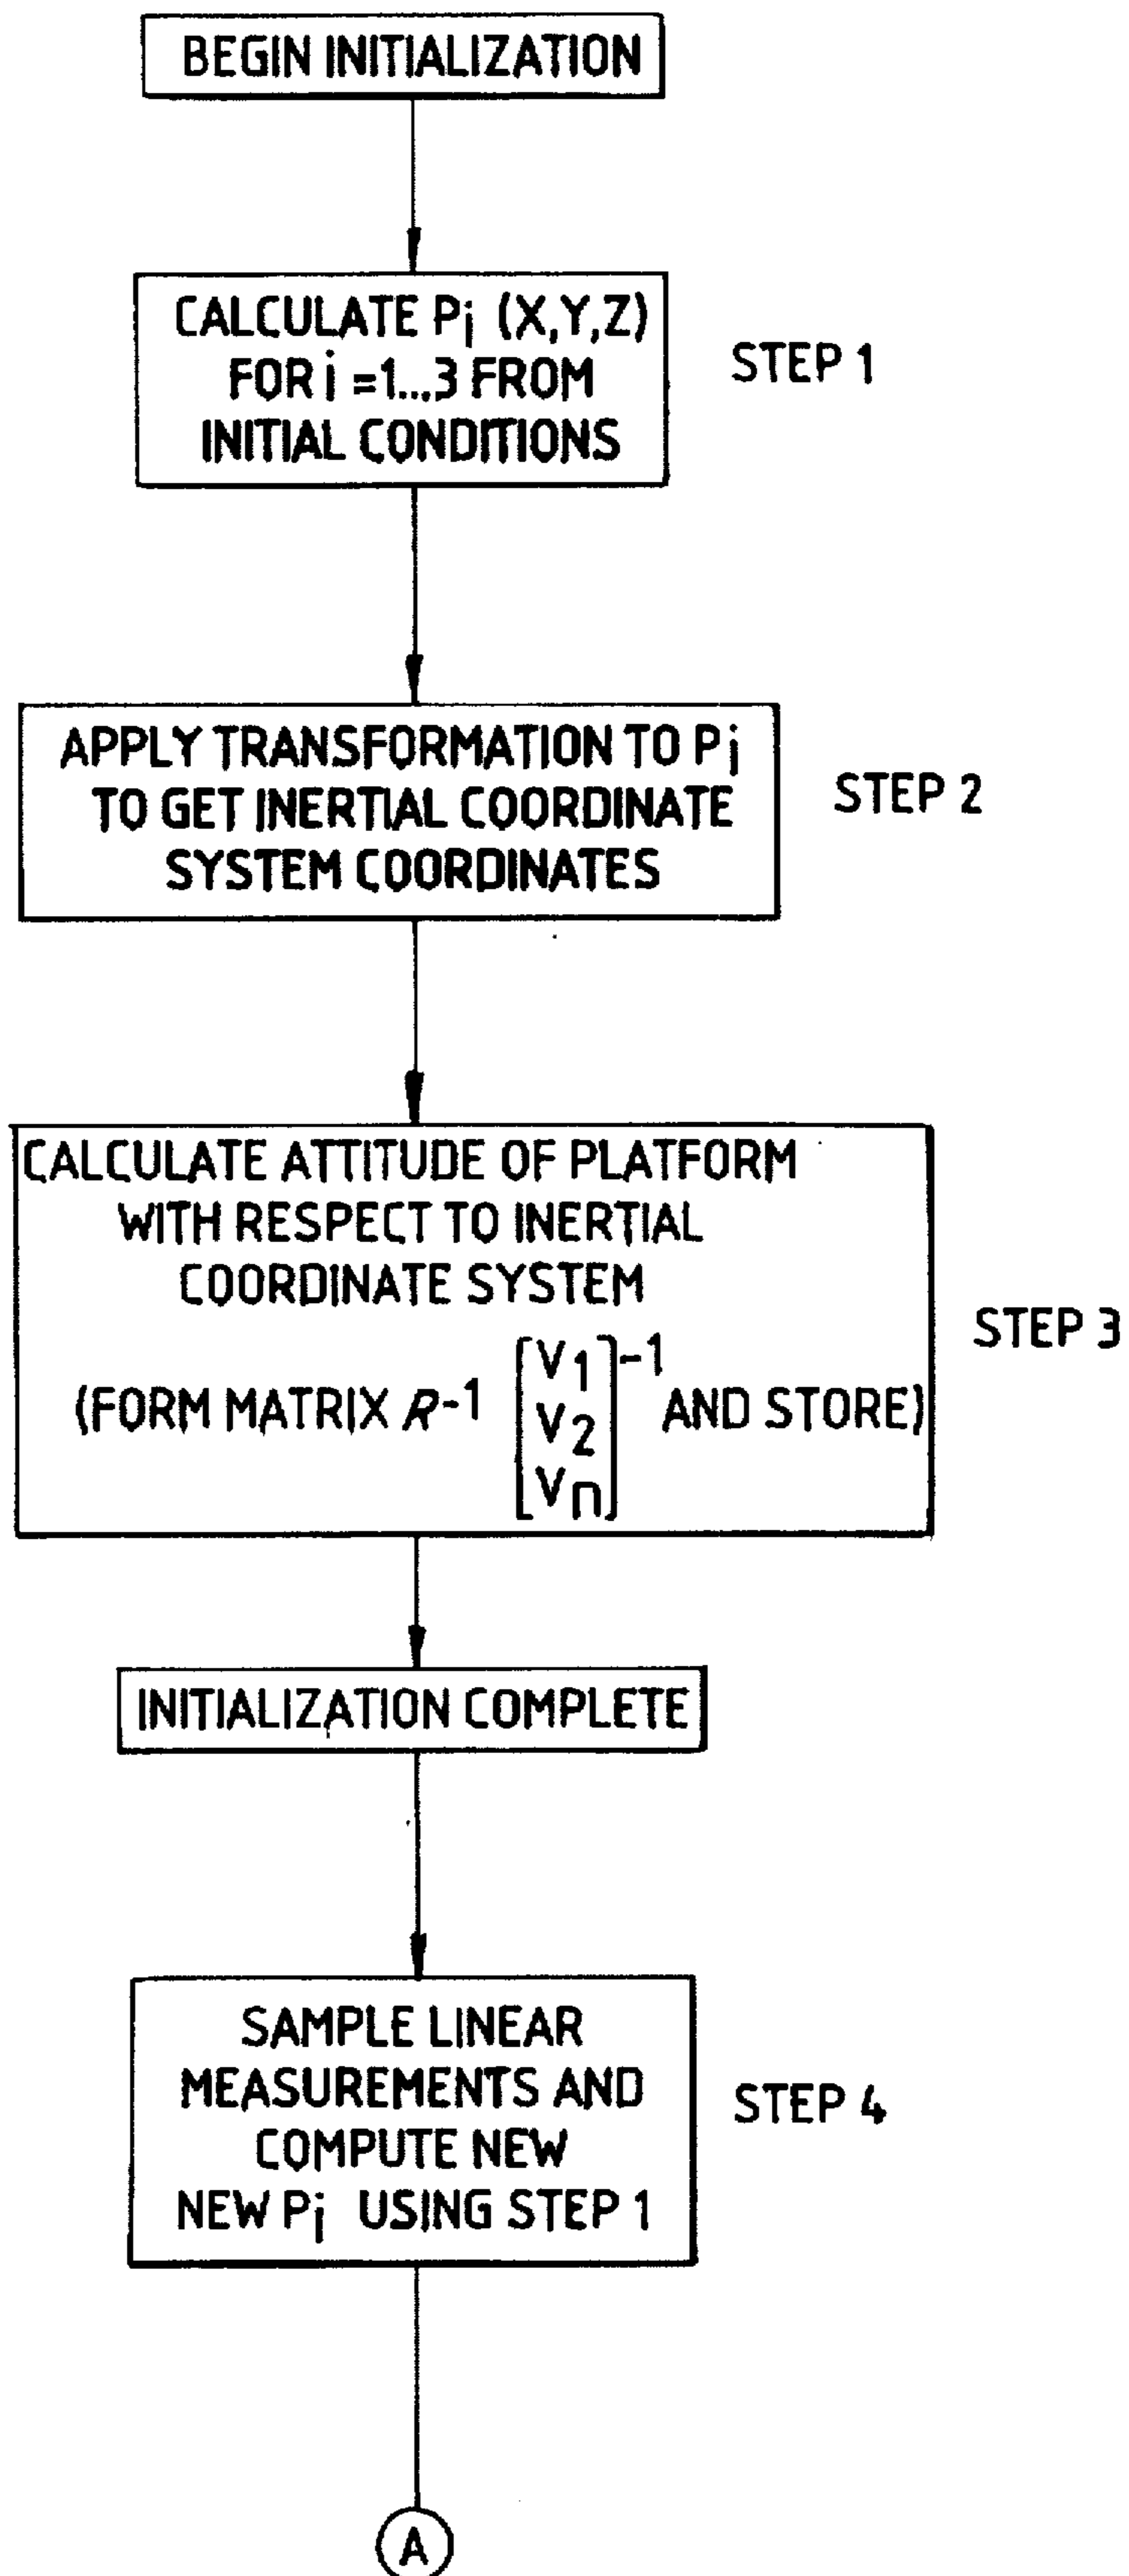 BEGIN INITIALIZATION
CALCULATE Pi (X,Y,Z)
FOR i =1...3 FROM
INITIAL CONDITIONS
STEP 1
APPLY TRANSFORMATION TO Pi
TO GET INERTIAL COORDINATE
SYSTEM COORDINATES
STEP 2
CALCULATE ATTITUDE OF PLATFORM
WITH RESPECT TO INERTIAL
COORDINATE SYSTEM
(FORM MATRIX R-1 [V1 V2 Vn]-1 AND STORE)
STEP 3
INITIALIZATION COMPLETE
SAMPLE LINEAR
MEASUREMENTS AND
COMPUTE NEW
NEW Pi USING STEP 1
STEP 4
A